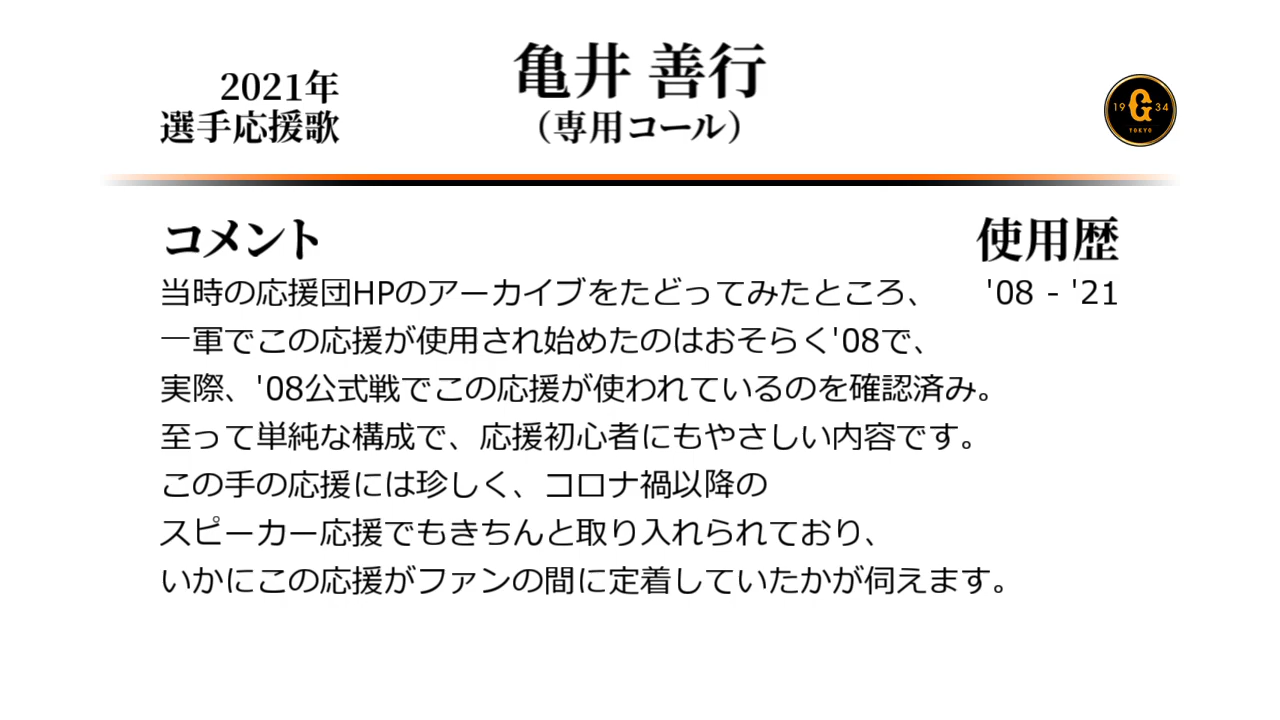 2021年
選手応援歌
亀井 善行
（専用コール）
19 G 34
TOKYO
コメント
使用歴
当時の応援団HPのアーカイブをたどってみたところ、
'08 - '21
一軍でこの応援が使用され始めたのはおそらく'08で、
実際、'08公式戦でこの応援が使われているのを確認済み。
至って単純な構成で、応援初心者にもやさしい内容です。
この手の応援には珍しく、コロナ禍以降の
スピーカー応援でもきちんと取り入れられており、
いかにこの応援がファンの間に定着していたかが伺えます。